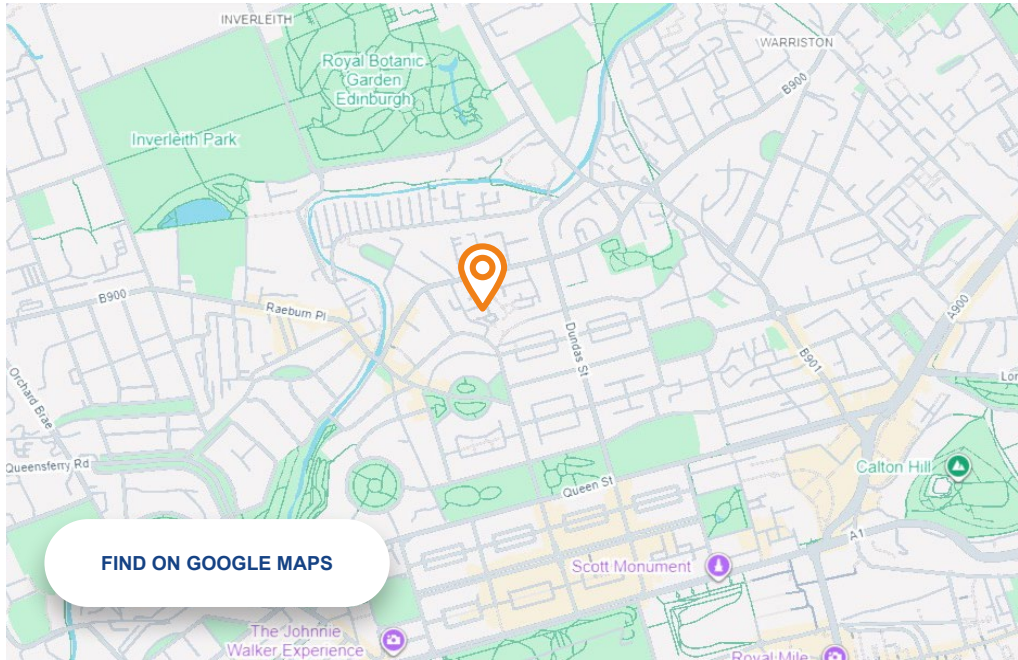 INVERLEITH
WARRISTON
Royal Botanic
Garden
Edinburgh
B900
Inverleith Park
B900
Raeburn Pl
A900
Dundas St
B901
Orchard Brae
Queensferry Rd
Calton Hill
Queen St
A1
FIND ON GOOGLE MAPS
Scott Monument
The Johnnie
Walker Experience
Royal Mile